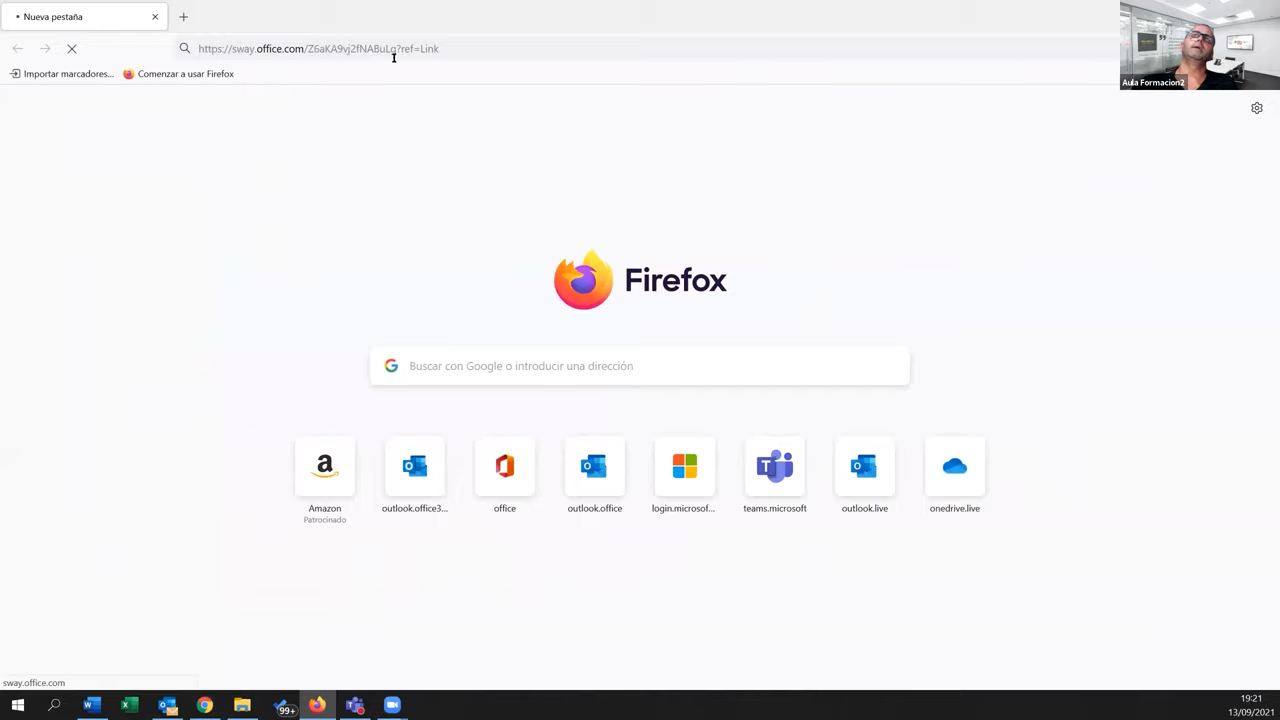 Nueva pestaña
https://sway.office.com/Z6aKA9vj2fNABuLq?ref=Link
Importar marcadores...
Comenzar a usar Firefox
Aula Formacion2
Firefox
Buscar con Google o introducir una dirección
Amazon
Patrocinado
outlook.office3...
office
outlook.office
login.microsof...
teams.microsoft
outlook.live
onedrive.live
sway.office.com
99+
19:21
13/09/2021